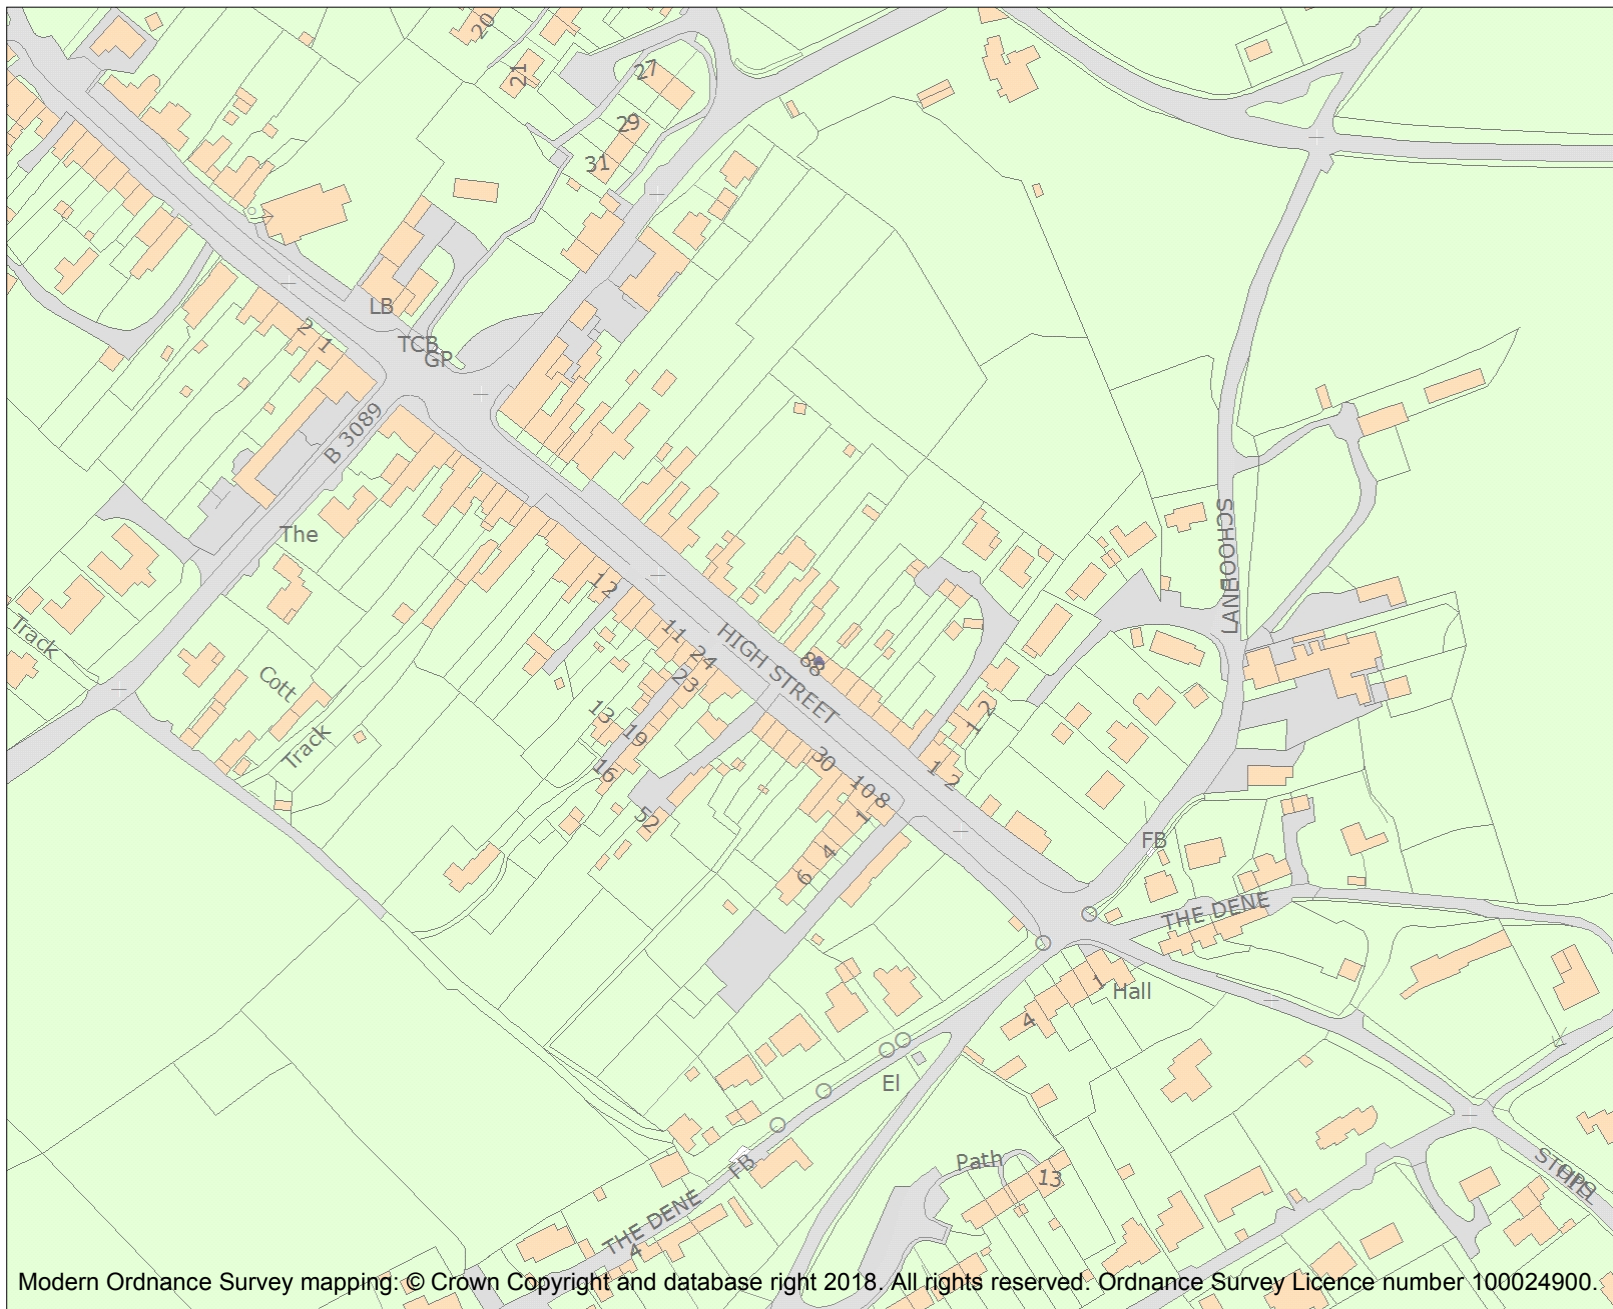 20
21
27
29
31
LB
TCB
GP
2
1
B 3089
The
Track
Cott
Track
12
11
24
23
13
19
16
52
HIGH STREET
88
30
10
8
1
4
6
1
2
1
2
SCHOOL LANE
FB
THE DENE
1
Hall
4
El
Path
13
FB
THE DENE
4
Modern Ordnance Survey mapping: © Crown Copyright and database right 2018. All rights reserved. Ordnance Survey Licence number 100024900.